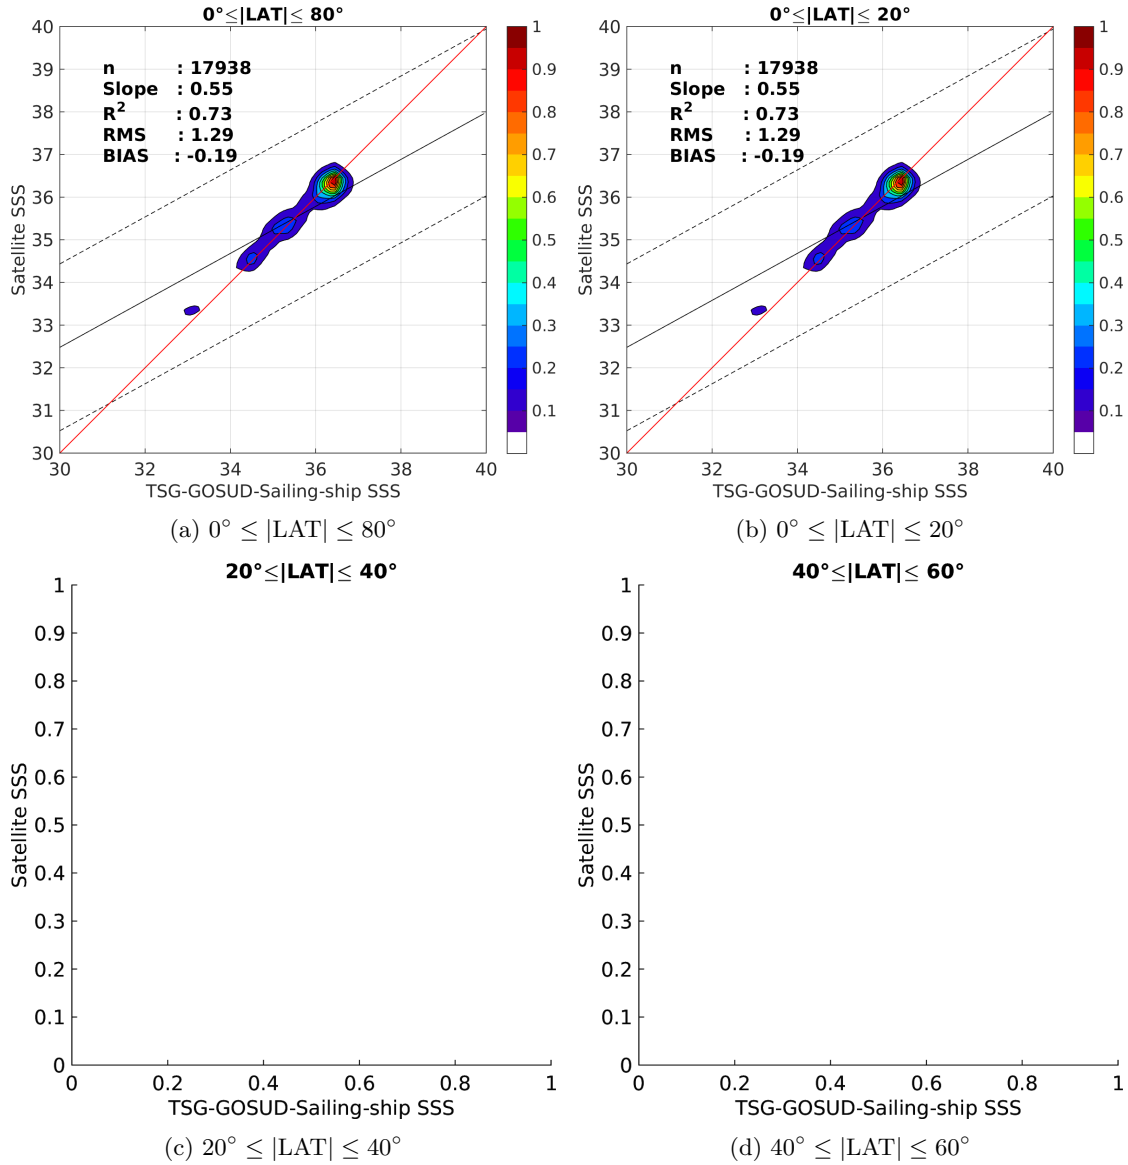 0°≤|LAT|≤ 80°
n : 17938
Slope : 0.55
R² : 0.73
RMS : 1.29
BIAS : -0.19
40
39
38
37
36
35
34
33
32
31
30
30 32 34 36 38 40
1
0.9
0.8
0.7
0.6
0.5
0.4
0.3
0.2
0.1
Satellite SSS
TSG-GOSUD-Sailing-ship SSS
(a) 0° ≤ |LAT| ≤ 80°
0°≤|LAT|≤ 20°
n : 17938
Slope : 0.55
R² : 0.73
RMS : 1.29
BIAS : -0.19
40
39
38
37
36
35
34
33
32
31
30
30 32 34 36 38 40
1
0.9
0.8
0.7
0.6
0.5
0.4
0.3
0.2
0.1
Satellite SSS
TSG-GOSUD-Sailing-ship SSS
(b) 0° ≤ |LAT| ≤ 20°
20°≤|LAT|≤ 40°
1
0.9
0.8
0.7
0.6
0.5
0.4
0.3
0.2
0.1
0
0 0.2 0.4 0.6 0.8 1
Satellite SSS
TSG-GOSUD-Sailing-ship SSS
(c) 20° ≤ |LAT| ≤ 40°
40°≤|LAT|≤ 60°
1
0.9
0.8
0.7
0.6
0.5
0.4
0.3
0.2
0.1
0
0 0.2 0.4 0.6 0.8 1
Satellite SSS
TSG-GOSUD-Sailing-ship SSS
(d) 40° ≤ |LAT| ≤ 60°